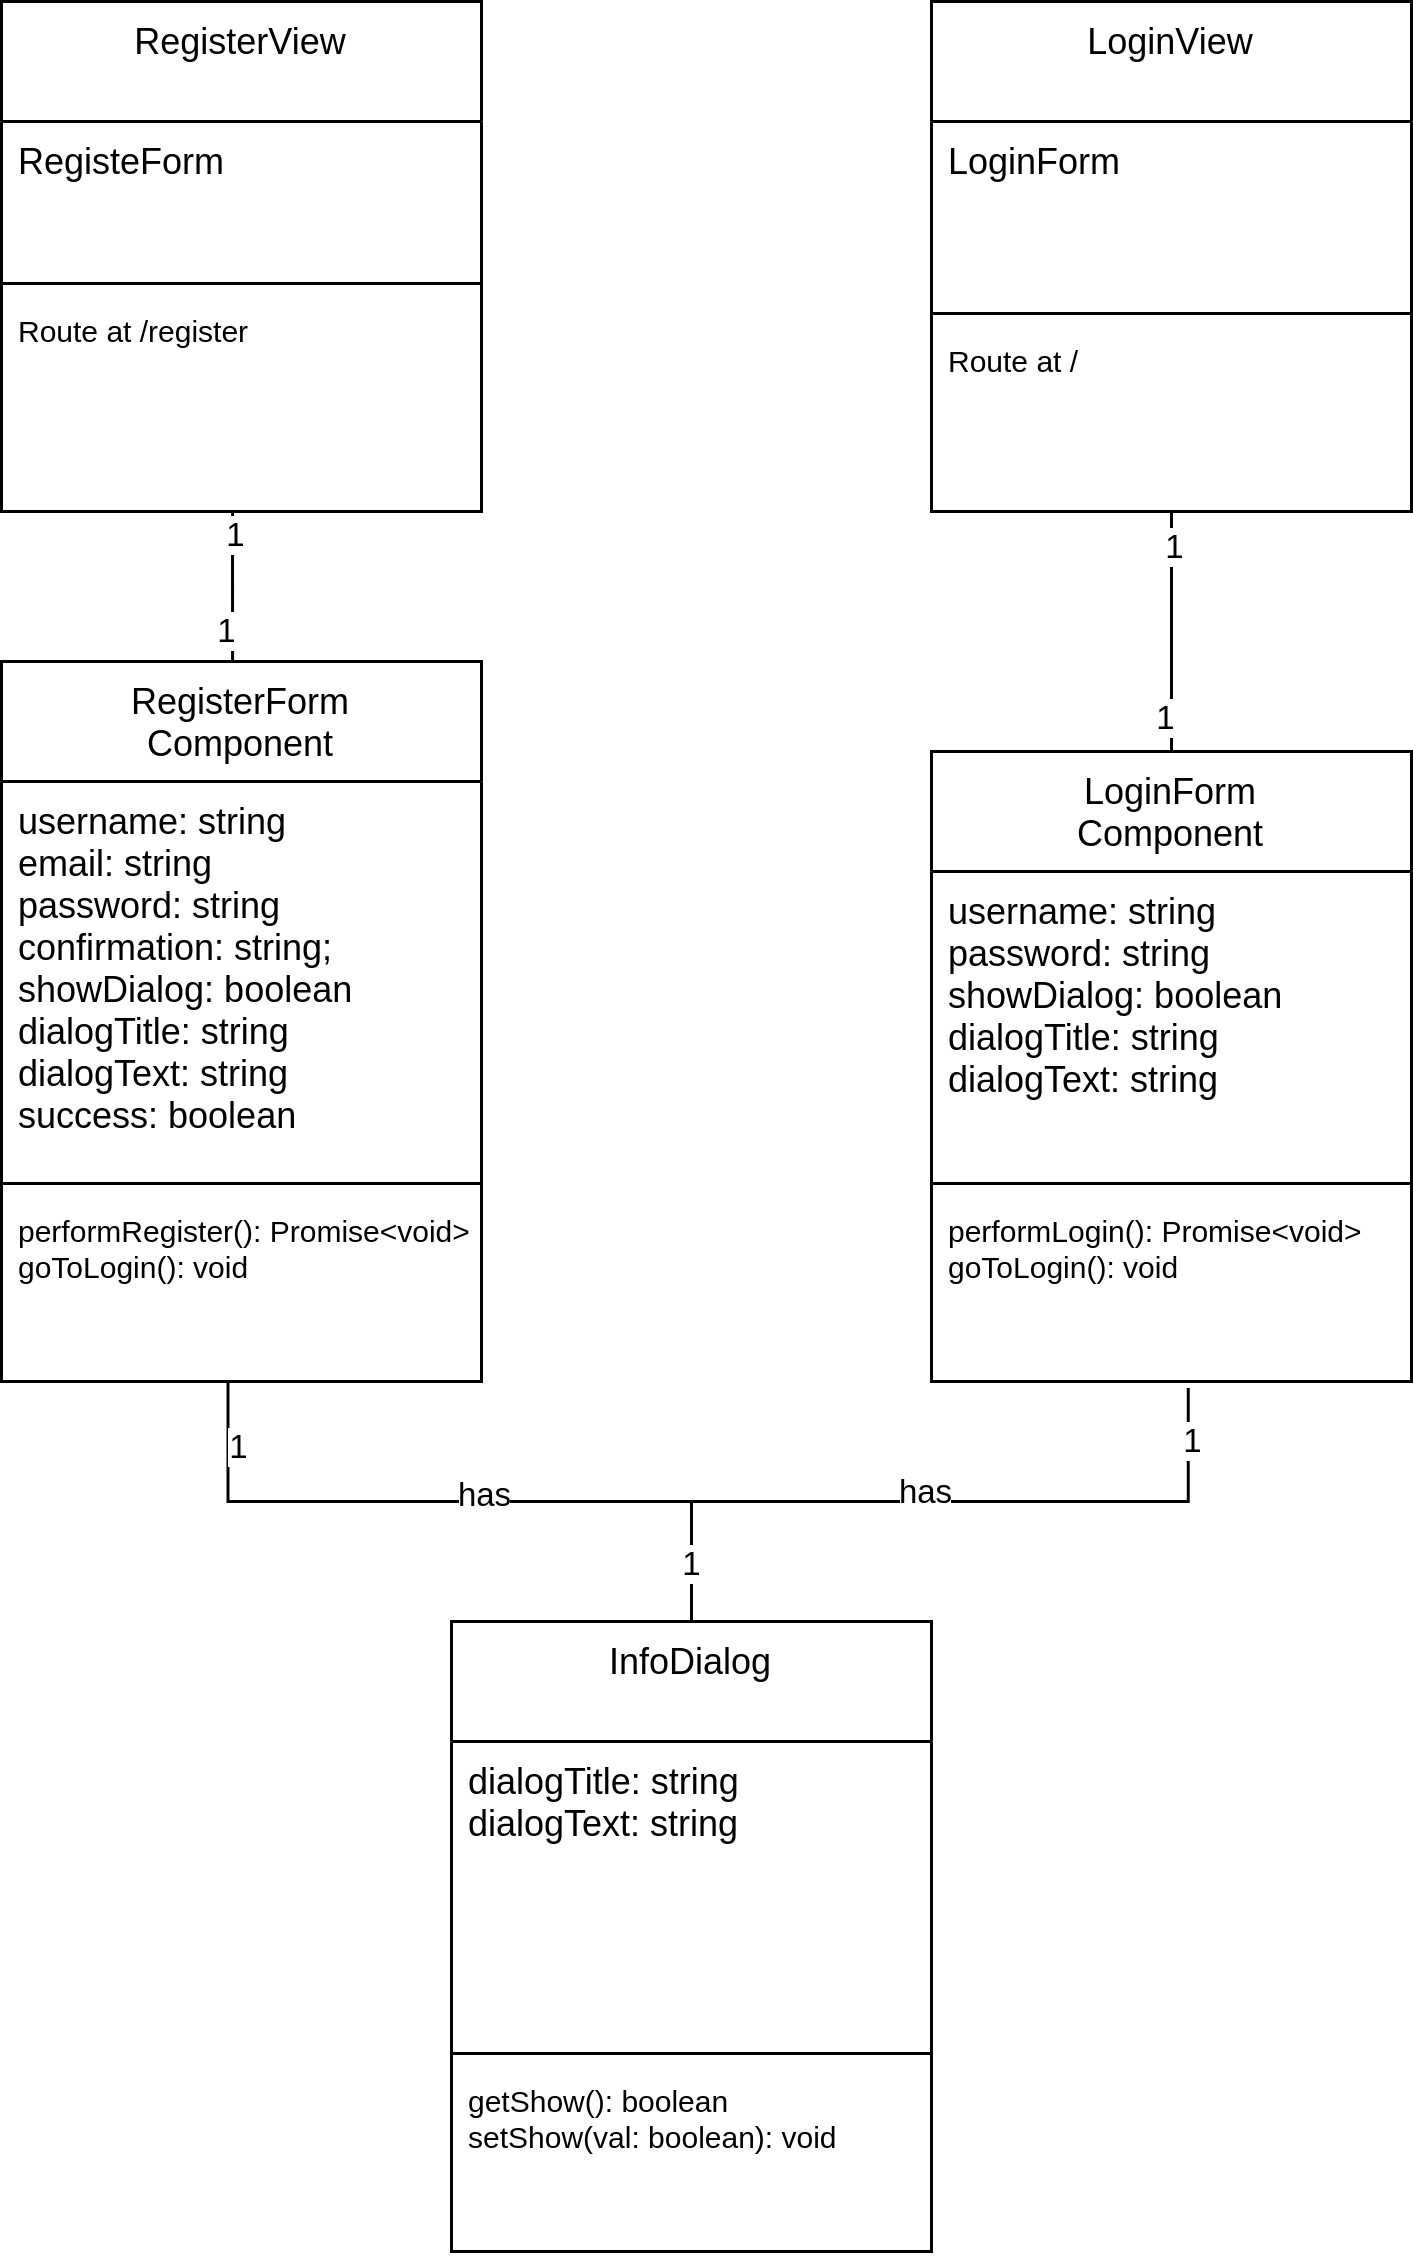 RegisterView
RegisteForm
Route at /register
1
1
RegisterForm
Component
username: string
email: string
password: string
confirmation: string;
showDialog: boolean
dialogTitle: string
dialogText: string
success: boolean
performRegister(): Promise<void>
goToLogin(): void
1
has
LoginView
LoginForm
Route at /
1
1
LoginForm
Component
username: string
password: string
showDialog: boolean
dialogTitle: string
dialogText: string
performLogin(): Promise<void>
goToLogin(): void
1
has
1
InfoDialog
dialogTitle: string
dialogText: string
getShow(): boolean
setShow(val: boolean): void